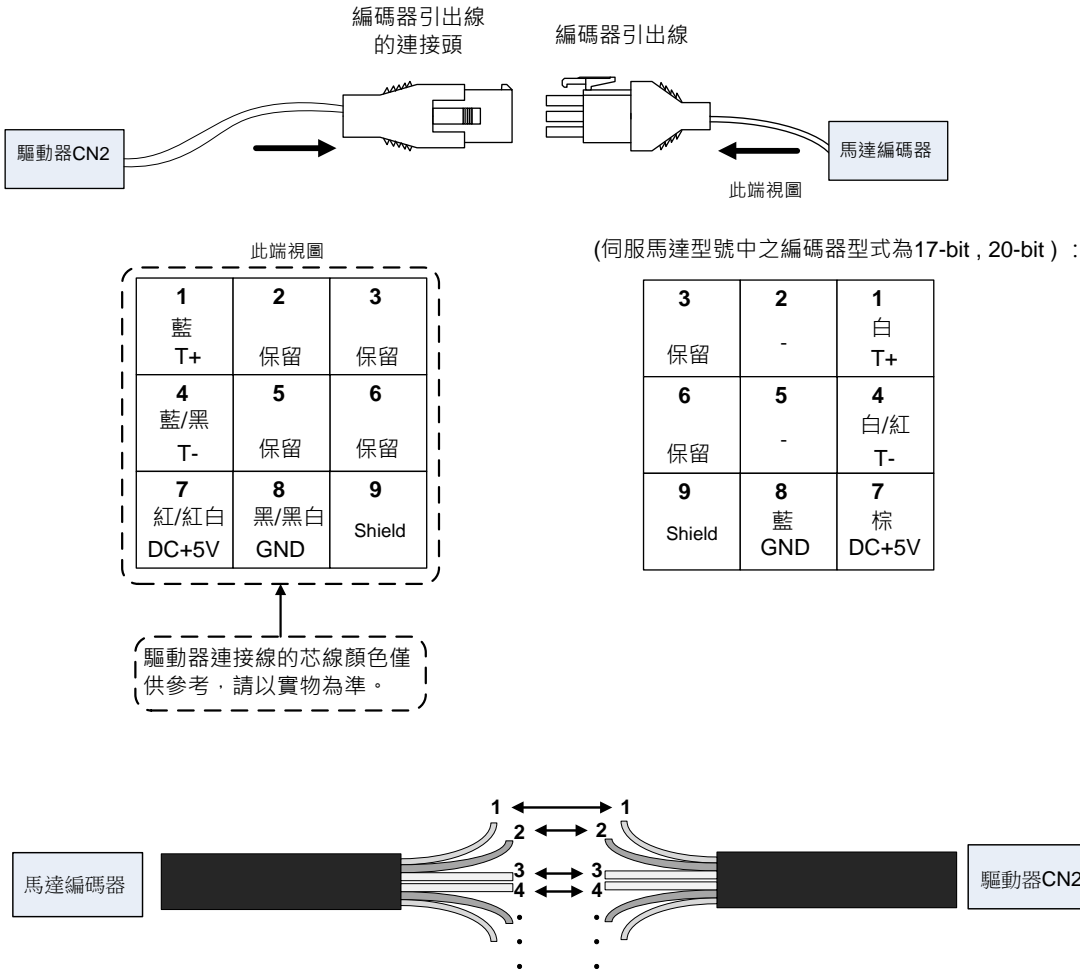 編碼器引出線
的連接頭
編碼器引出線
驅動器CN2
馬達編碼器
此端視圖
此端視圖
(伺服馬達型號中之編碼器型式為17-bit , 20-bit ) :
1
藍
T+
2
保留
3
保留
4
藍/黑
T-
5
保留
6
保留
7
紅/紅白
DC+5V
8
黑/黑白
GND
9
Shield
3
保留
2
-
1
白
T+
6
保留
5
-
4
白/紅
T-
9
Shield
8
藍
GND
7
棕
DC+5V
驅動器連接線的芯線顏色僅
供參考，請以實物為準。
1 1
2 2
3 3
4 4
馬達編碼器
驅動器CN2